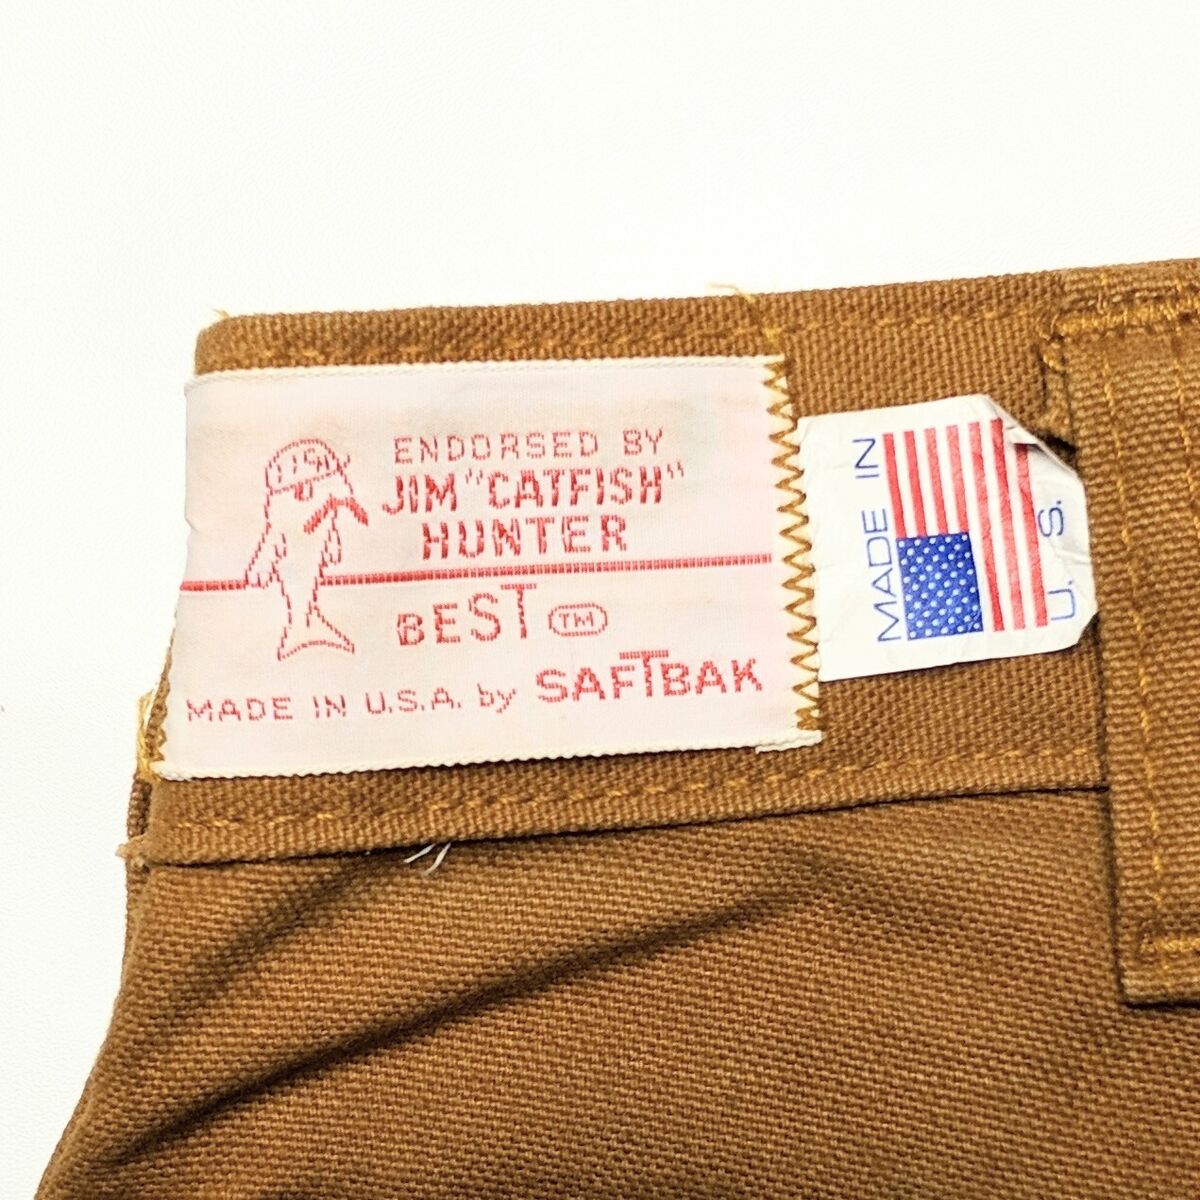 ENDORSED BY
JIM "CATFISH"
HUNTER
BEST TM
MADE IN U.S.A. by SAFTBAK
MADE IN
U. S.